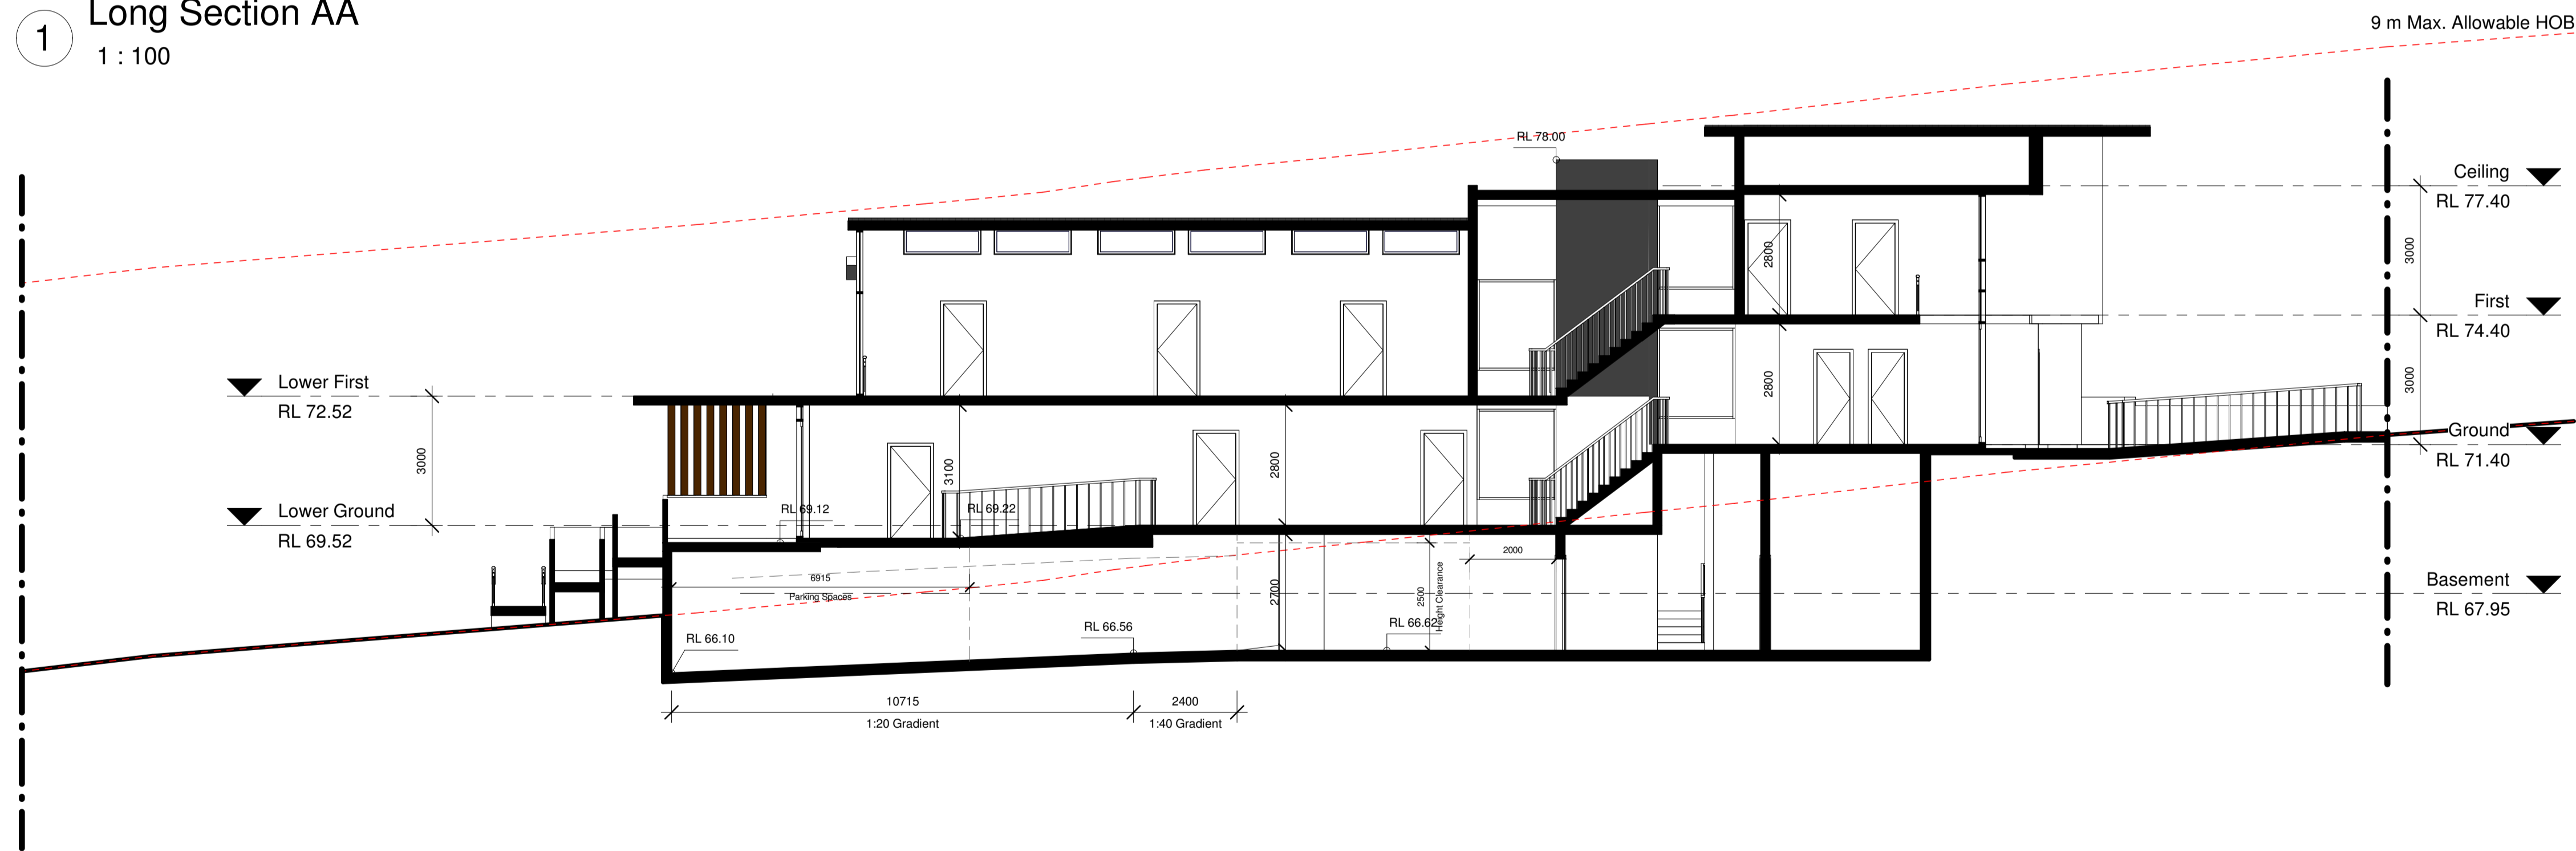 Long Section AA
1
1 : 100
9 m Max. Allowable HOB
RL 78.00
Ceiling
RL 77.40
2800
3000
First
RL 74.40
Lower First
RL 72.52
2800
3000
Ground
RL 71.40
3000
3100
2800
RL 69.12
RL 69.22
Lower Ground
RL 69.52
2000
6915
Parking Spaces
2700
2500
Height Clearance
Basement
RL 67.95
RL 66.10
RL 66.56
RL 66.62
10715
2400
1:20 Gradient
1:40 Gradient